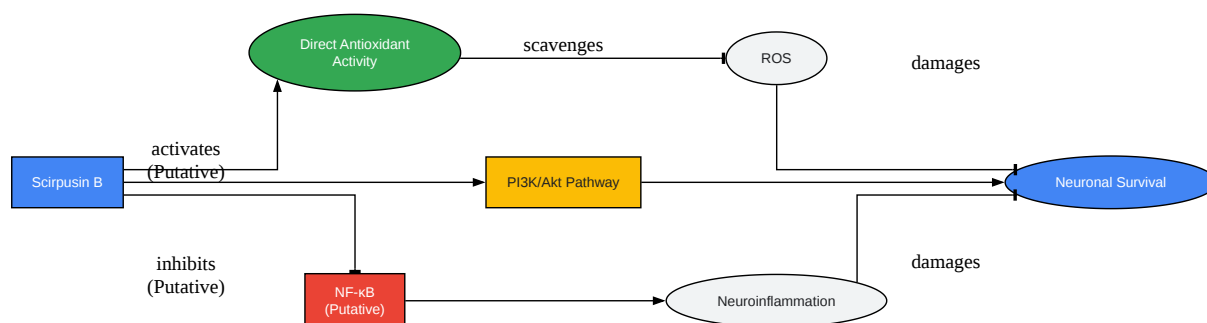 Direct Antioxidant
Activity
scavenges
ROS
damages
activates
(Putative)
Scirpusin B
PI3K/Akt Pathway
Neuronal Survival
inhibits
(Putative)
damages
NF-κB
(Putative)
Neuroinflammation